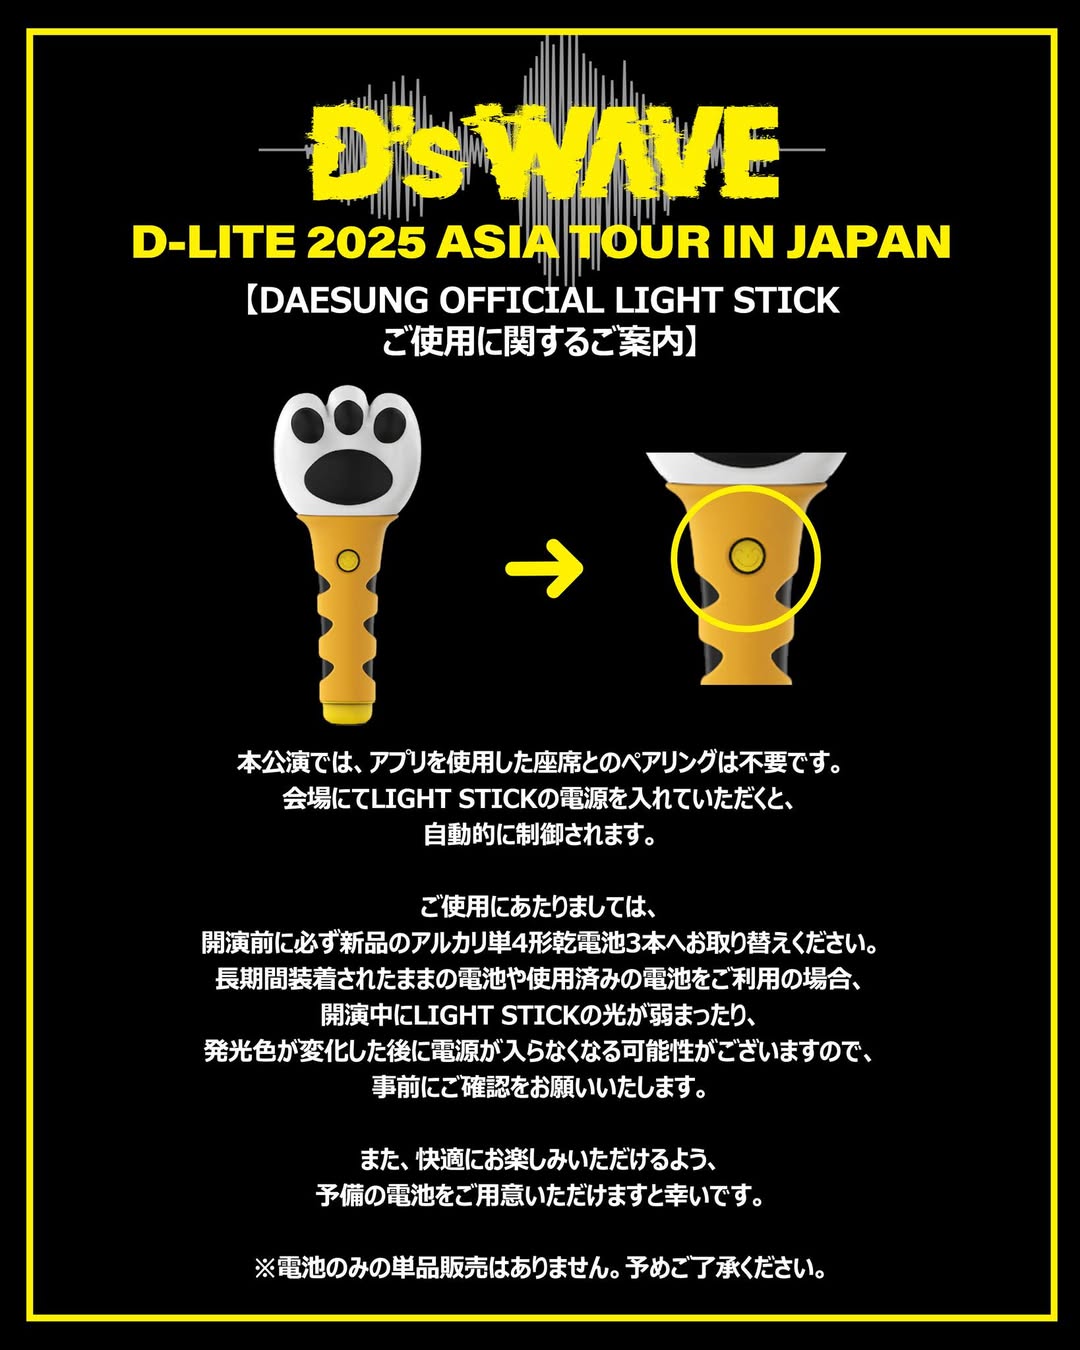 D's WAVE
D-LITE 2025 ASIA TOUR IN JAPAN
【DAESUNG OFFICIAL LIGHT STICK
ご使用に関するご案内】
本公演では、アプリを使用した座席とのペアリングは不要です。
会場にてLIGHT STICKの電源を入れていただくと、
自動的に制御されます。
ご使用にあたりましては、
開演前に必ず新品のアルカリ単4形乾電池3本へお取り替えください。
長期間装着されたままの電池や使用済みの電池をご利用の場合、
開演中にLIGHT STICKの光が弱まったり、
発光色が変化した後に電源が入らなくなる可能性がございますので、
事前にご確認をお願いいたします。
また、快適にお楽しみいただけるよう、
予備の電池をご用意いただけますと幸いです。
※電池のみの単品販売はありません。予めご了承ください。